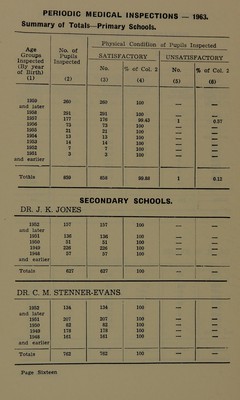 PERIODIC MEDICAL INSPECTIONS — 1963.
Summary of Totals—Primary Schools.
Age Groups Inspected (By year of Birth) (1) | No. of Pupils Inspected (2) | Physical Condition of Pupils Inspected
SATISFACTORY | UNSATISFACTORY
No. (3) | % of Col. 2 (4) | No. (5) | % of Col. 2 (6)
1959 and later 260 260 100 — —
1958 291 291 100 — —
1957 177 176 99.43 1 0.57
1956 73 73 100 — —
1955 21 21 100 — —
1954 13 13 100 — —
1953 14 14 100 — —
1952 7 7 100 — —
1951 and earlier 3 3 100 — —
Totals 859 858 99.88 1 0.12
SECONDARY SCHOOLS.
DR. J. K. JONES
1952 and later 157 157 100 — —
1951 136 136 100 — —
1950 51 51 100 — —
1949 226 226 100 — —
1948 and earlier 57 57 100 — —
Totals 627 627 100 — —
DR. C. M. STENNER-EVANS.
1952 and later 134 134 100 — —
1951 207 207 100 — —
1950 82 82 100 — —
1949 178 178 100 — —
1948 and earlier 161 161 100 — —
Totals 762 762 100 — —
Page Sixteen